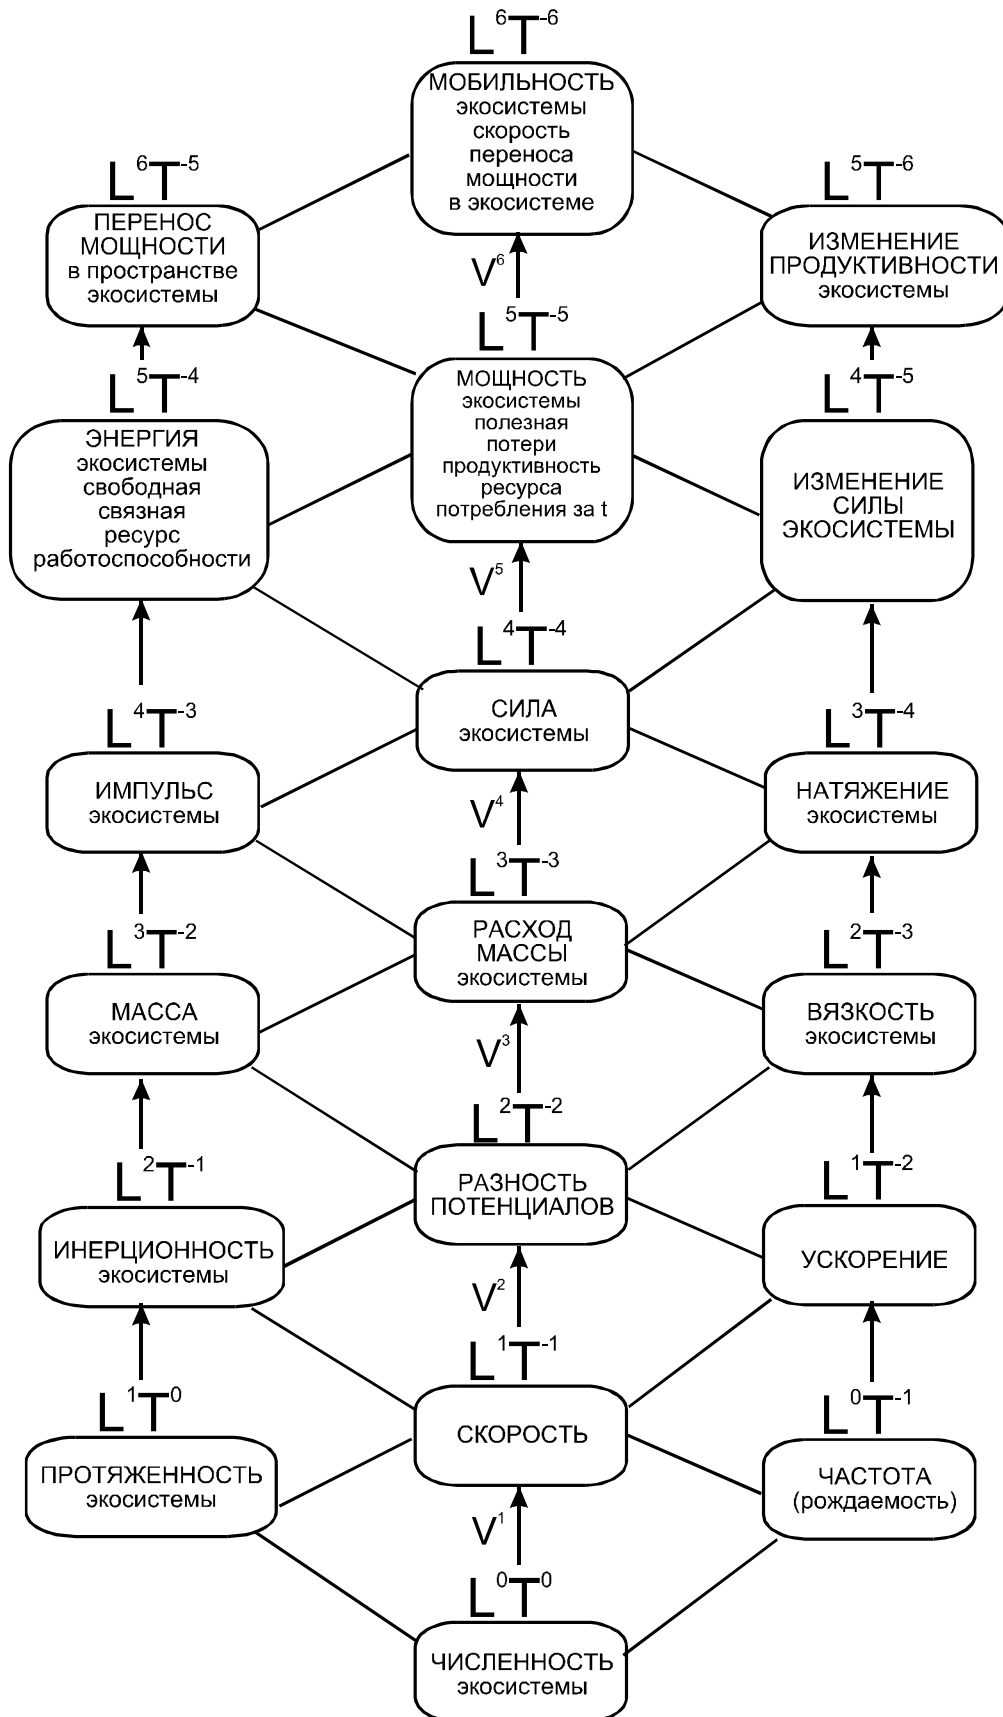 L⁶T⁻⁶
МОБИЛЬНОСТЬ
экосистемы
скорость
переноса
мощности
в экосистеме
L⁶T⁻⁵
ПЕРЕНОС
МОЩНОСТИ
в пространстве
экосистемы
L⁵T⁻⁶
ИЗМЕНЕНИЕ
ПРОДУКТИВНОСТИ
экосистемы
V⁶
L⁵T⁻⁵
МОЩНОСТЬ
экосистемы
полезная
потери
продуктивность
ресурса
потребления за t
L⁵T⁻⁴
ЭНЕРГИЯ
экосистемы
свободная
связная
ресурс
работоспособности
L⁴T⁻⁵
ИЗМЕНЕНИЕ
СИЛЫ
ЭКОСИСТЕМЫ
V⁵
L⁴T⁻⁴
СИЛА
экосистемы
L⁴T⁻³
ИМПУЛЬС
экосистемы
L³T⁻⁴
НАТЯЖЕНИЕ
экосистемы
V⁴
L³T⁻³
РАСХОД
МАССЫ
экосистемы
L³T⁻²
МАССА
экосистемы
L²T⁻³
ВЯЗКОСТЬ
экосистемы
V³
L²T⁻²
РАЗНОСТЬ
ПОТЕНЦИАЛОВ
L²T⁻¹
ИНЕРЦИОННОСТЬ
экосистемы
L¹T⁻²
УСКОРЕНИЕ
V²
L¹T⁻¹
СКОРОСТЬ
L¹T⁰
ПРОТЯЖЕННОСТЬ
экосистемы
L⁰T⁻¹
ЧАСТОТА
(рождаемость)
V¹
L⁰T⁰
ЧИСЛЕННОСТЬ
экосистемы